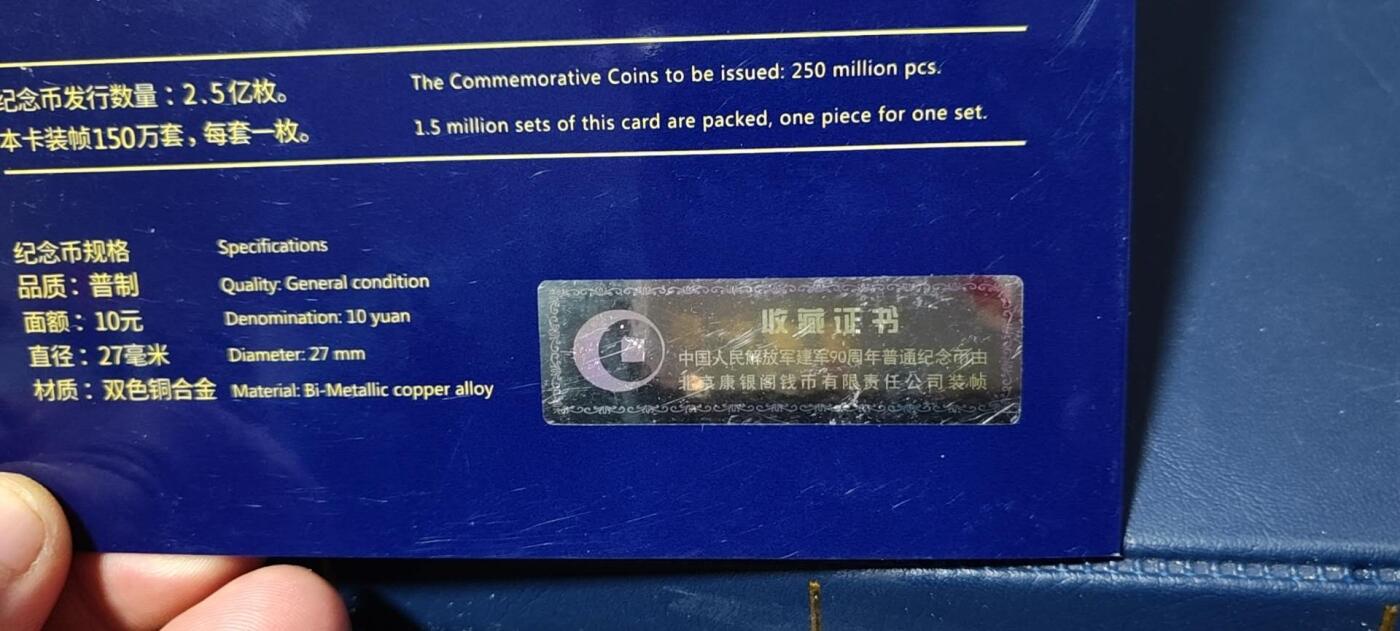 纪念币发行数量：2.5亿枚。
The Commemorative Coins to be issued: 250 million pcs.
本卡装帧150万套，每套一枚。
1.5 million sets of this card are packed, one piece for one set.
纪念币规格
Specifications
品质：普制
Quality: General condition
面额：10元
Denomination: 10 yuan
直径：27毫米
Diameter: 27 mm
材质：双色铜合金
Material: Bi-Metallic copper alloy
收藏证书
中国人民解放军建军90周年普通纪念币由
北京康银阁钱币有限责任公司装帧